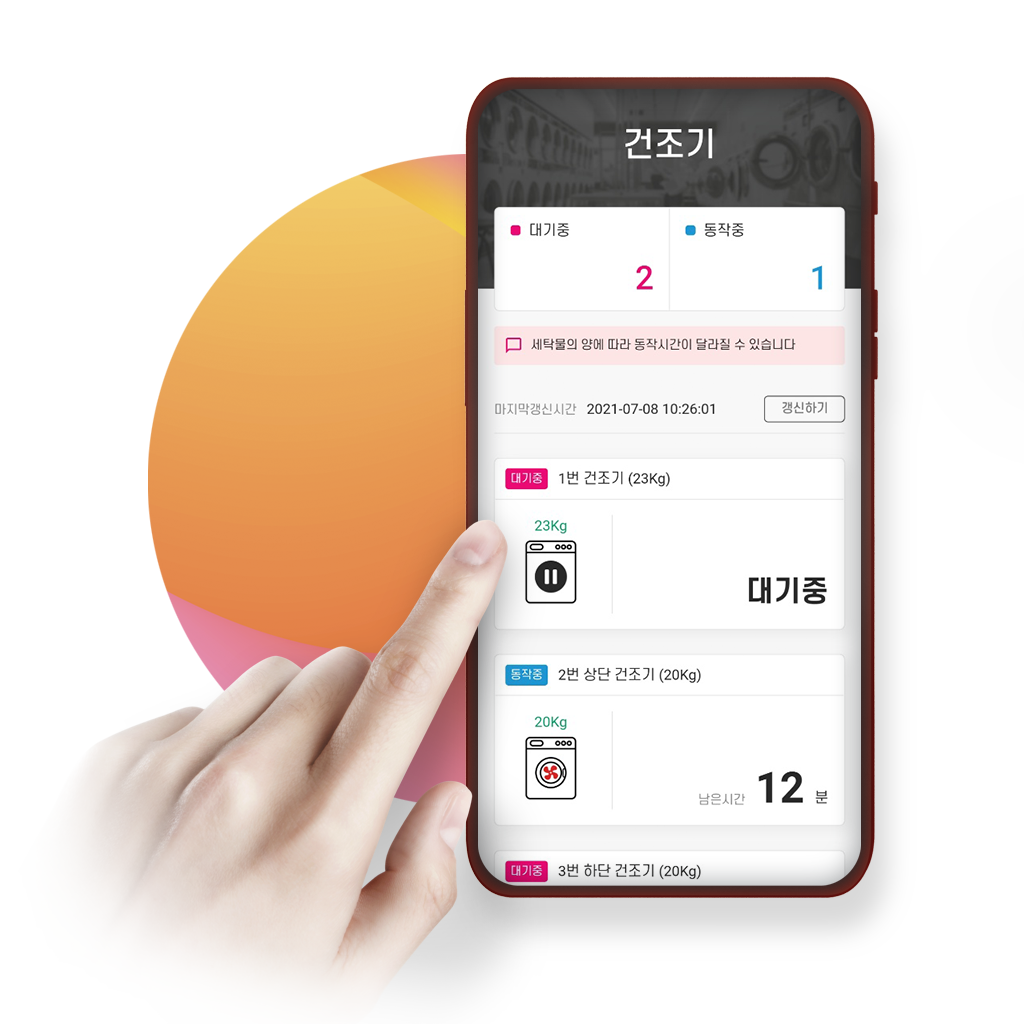 건조기
대기중 동작중
2 1
세탁물의 양에 따라 동작시간이 달라질 수 있습니다
마지막갱신시간 2021-07-08 10:26:01 갱신하기
대기중 1번 건조기 (23Kg)
23Kg
대기중
동작중 2번 상단 건조기 (20Kg)
20Kg
남은시간 12 분
대기중 3번 하단 건조기 (20Kg)